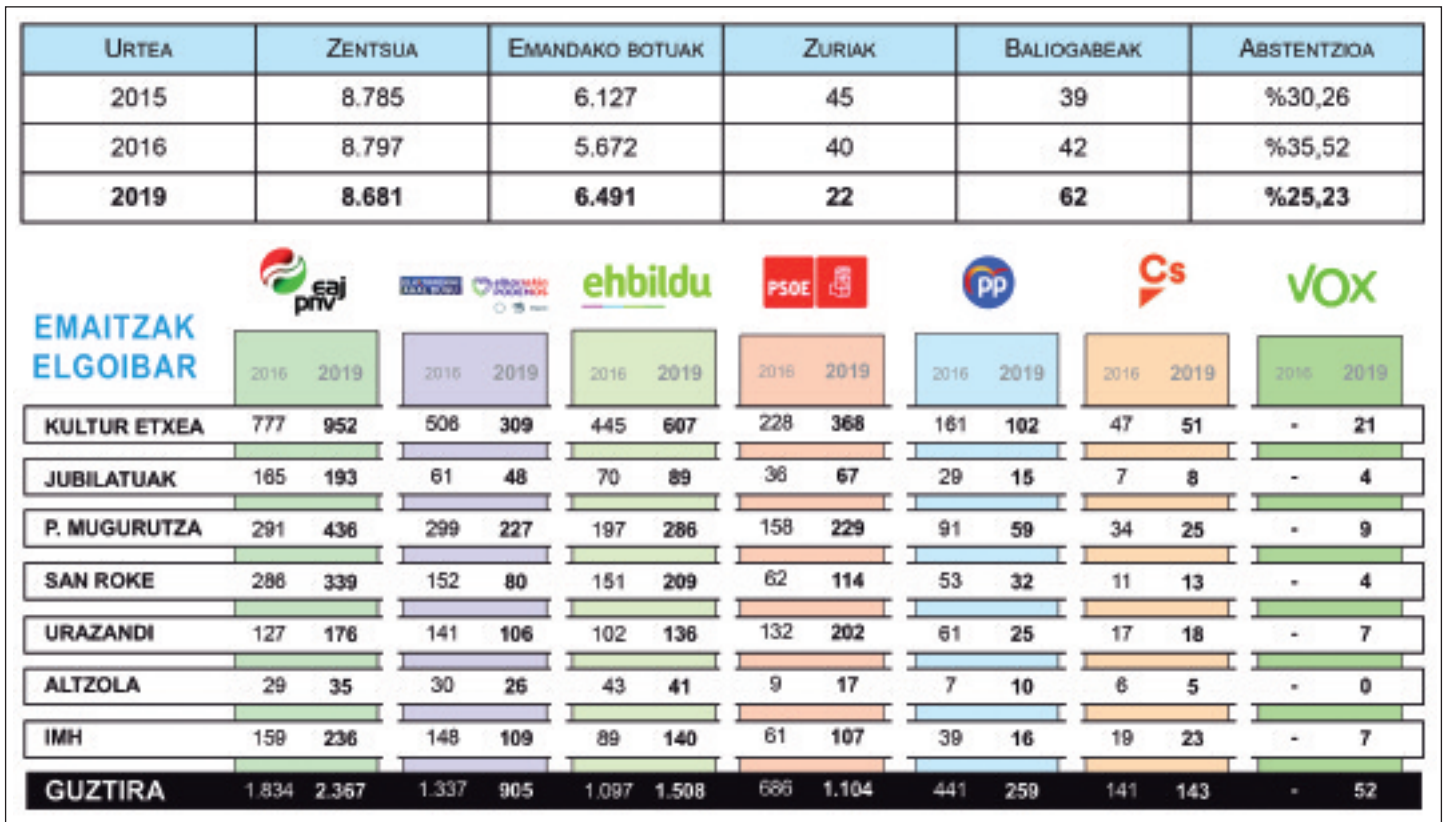 URTEA ZENTSUA EMANDAKO BOTUAK ZURIAK BALIOGABEAK ABSTENTZIOA
2015 8.785 6.127 45 39 %30,26
2016 8.797 5.672 40 42 %35,52
2019 8.681 6.491 22 62 %25,23
eaj pnv PODEMOS ehbildu PSOE PP Cs VOX
EMAITZAK
ELGOIBAR
2016 2019 2016 2019 2016 2019 2016 2019 2016 2019 2016 2019 2016 2019
KULTUR ETXEA 777 952 506 309 445 607 228 368 161 102 47 51 - 21
JUBILATUAK 165 193 61 48 70 89 36 67 29 15 7 8 - 4
P. MUGURUTZA 291 436 299 227 197 286 158 229 91 59 34 25 - 9
SAN ROKE 286 339 152 80 151 209 62 114 53 32 11 13 - 4
URAZANDI 127 176 141 106 102 136 132 202 61 25 17 18 - 7
ALTZOLA 29 35 30 26 43 41 9 17 7 10 6 5 - 0
IMH 159 236 148 109 89 140 61 107 39 16 19 23 - 7
GUZTIRA 1.834 2.367 1.337 905 1.097 1.508 686 1.104 441 259 141 143 - 52